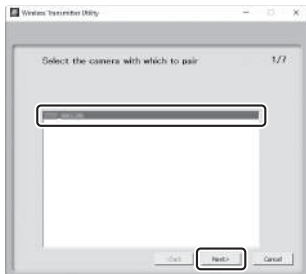 Wireless Transmitter Utility
Select the camera with which to pair
1/7
Next>
Cancel